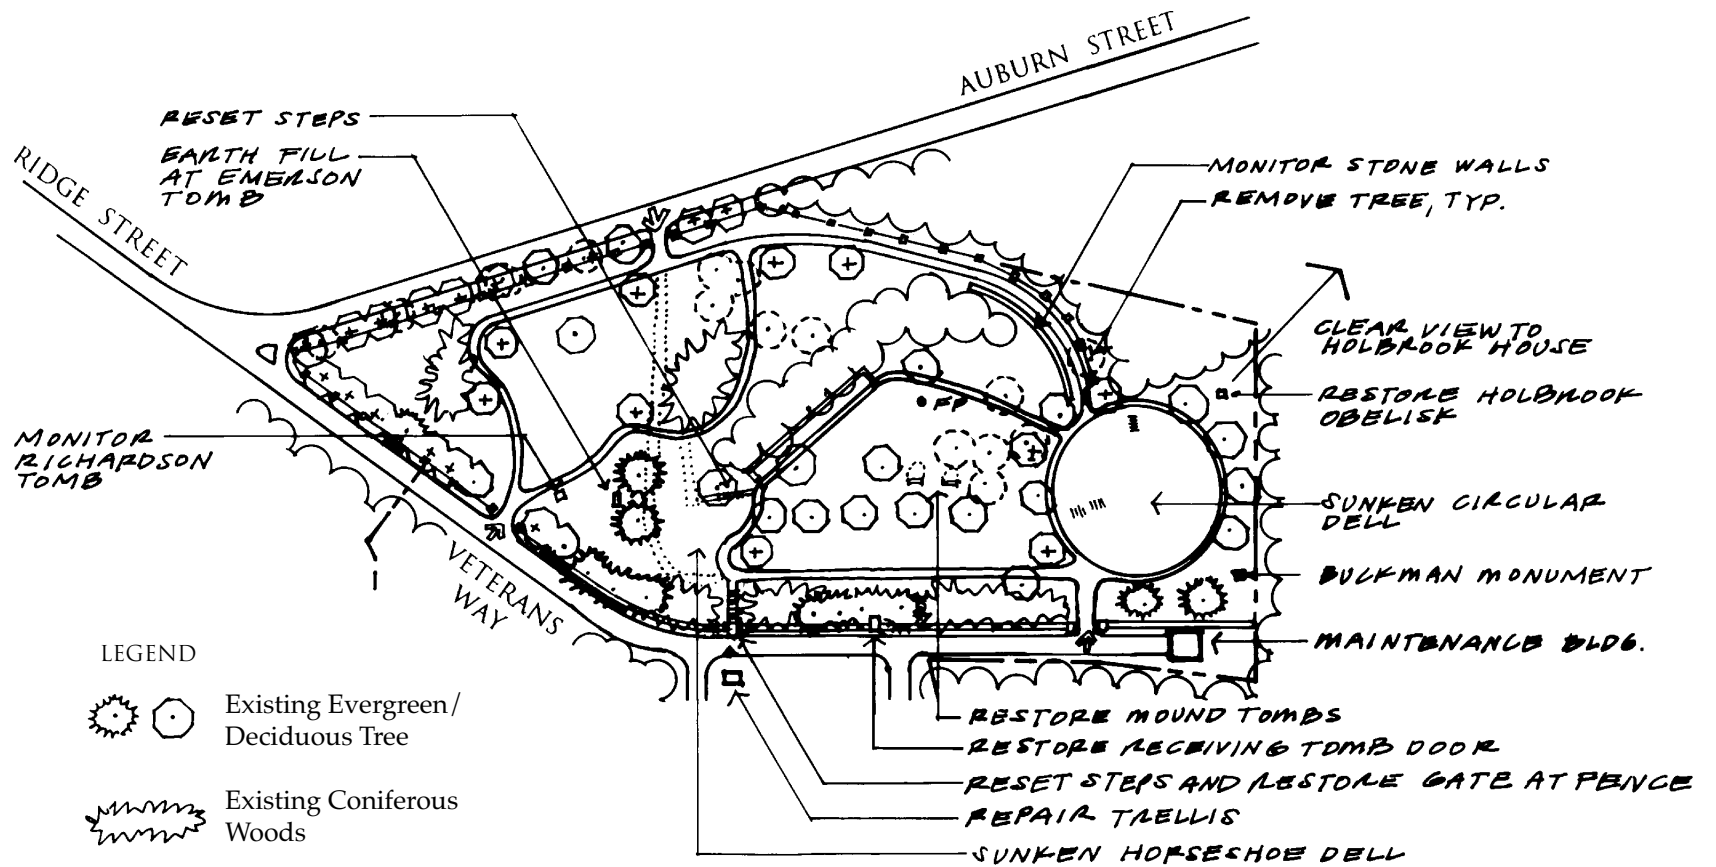 AUBURN STREET
RESET STEPS
EARTH FILL
AT EMERSON
TOMB
RIDGE STREET
MONITOR STONE WALLS
REMOVE TREE, TYP.
CLEAR VIEW TO
HOLBROOK HOUSE
RESTORE HOLBROOK
OBELISK
FP
MONITOR
RICHARDSON
TOMB
SUNKEN CIRCULAR
DELL
VETERANS
WAY
BUCKMAN MONUMENT
MAINTENANCE BLDG.
LEGEND
Existing Evergreen/
Deciduous Tree
Existing Coniferous
Woods
RESTORE MOUND TOMBS
RESTORE RECEIVING TOMB DOOR
RESET STEPS AND RESTORE GATE AT FENCE
REPAIR TRELLIS
SUNKEN HORSESHOE DELL